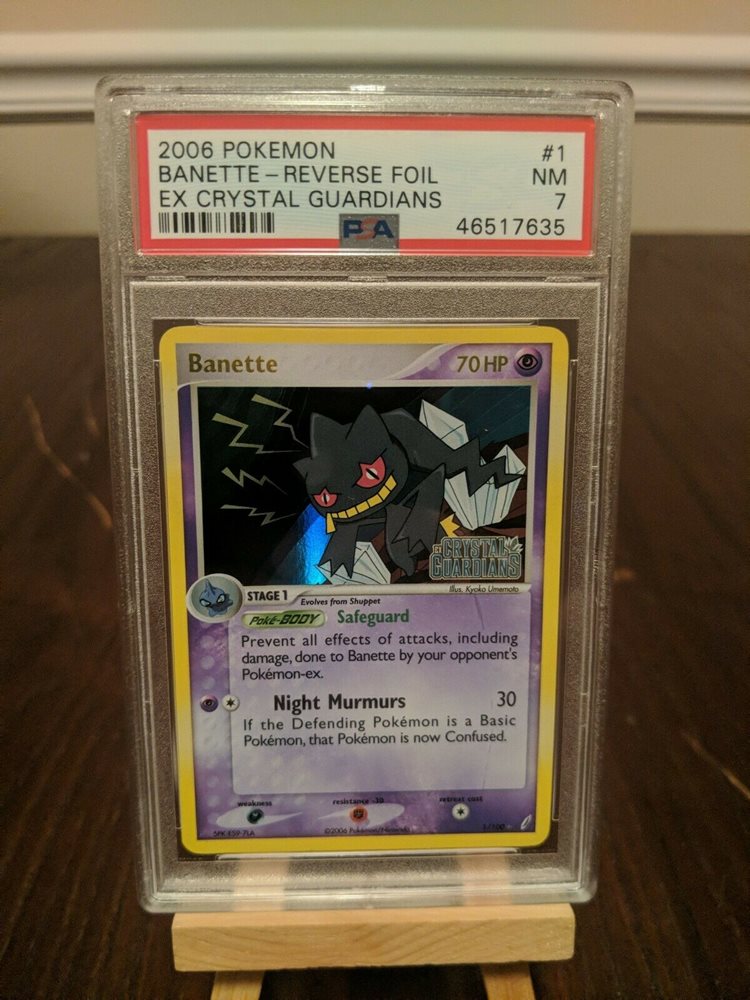 2006 POKEMON #1
BANETTE - REVERSE FOIL NM
EX CRYSTAL GUARDIANS 7
PSA 46517635
Banette 70 HP
EX CRYSTAL
GUARDIANS
Illus. Kyoko Umemoto
STAGE 1 Evolves from Shuppet
Poké-BODY Safeguard
Prevent all effects of attacks, including
damage, done to Banette by your opponent's
Pokémon-ex.
Night Murmurs 30
If the Defending Pokémon is a Basic
Pokémon, that Pokémon is now Confused.
weakness resistance -30 retreat cost
©2006 Pokémon/Nintendo 1/100